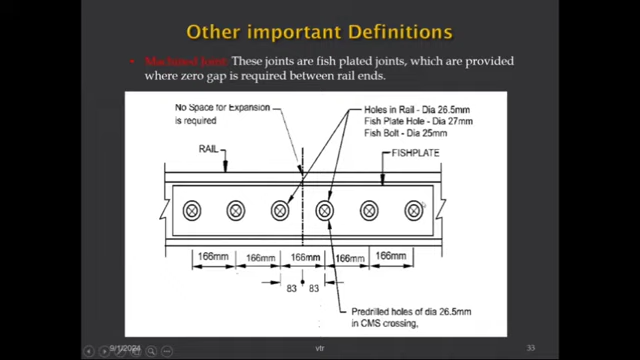 Other important Definitions
• Machined Joint: These joints are fish plated joints, which are provided
where zero gap is required between rail ends.
No Space for Expansion
is required
Holes in Rail - Dia 26.5mm
Fish Plate Hole - Dia 27mm
Fish Bolt - Dia 25mm
RAIL
FISHPLATE
166mm 166mm 166mm 166mm 166mm
83 83
Predrilled holes of dia 26.5mm
in CMS crossing,
9/1/2024 vtr 33